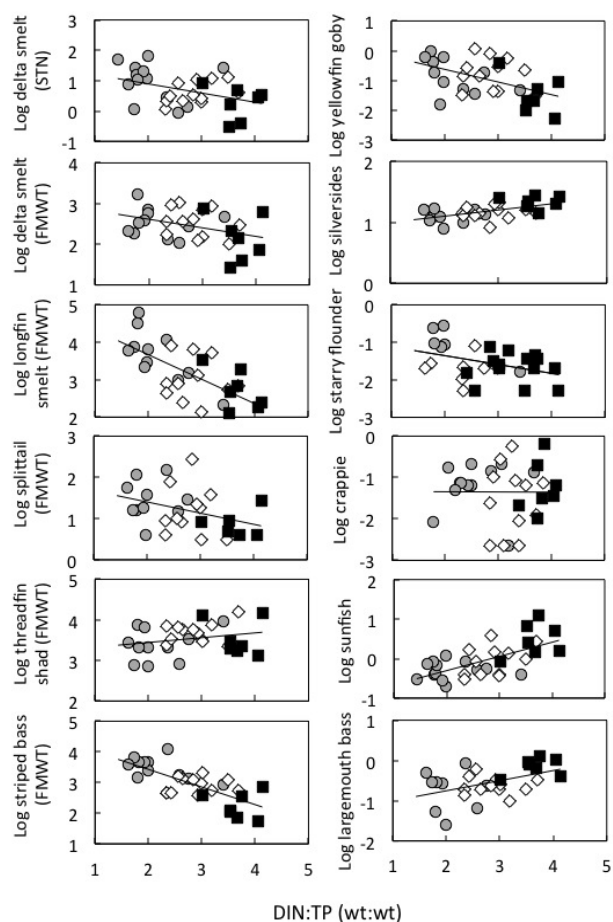 Log delta smelt
(STN)
3
2
1
0
-1
Log yellowfin goby
1
0
-1
-2
-3
Log delta smelt
(FMWT)
4
3
2
1
Log silversides
2
1
0
Log longfin
smelt (FMWT)
5
4
3
2
Log starry flounder
0
-1
-2
-3
Log splittail
(FMWT)
3
2
1
0
Log crappie
0
-1
-2
-3
Log threadfin
shad (FMWT)
5
4
3
2
Log sunfish
2
1
0
-1
Log striped bass
(FMWT)
5
4
3
2
1
Log largemouth bass
1
0
-1
-2
1 2 3 4 5
1 2 3 4 5
DIN:TP (wt:wt)